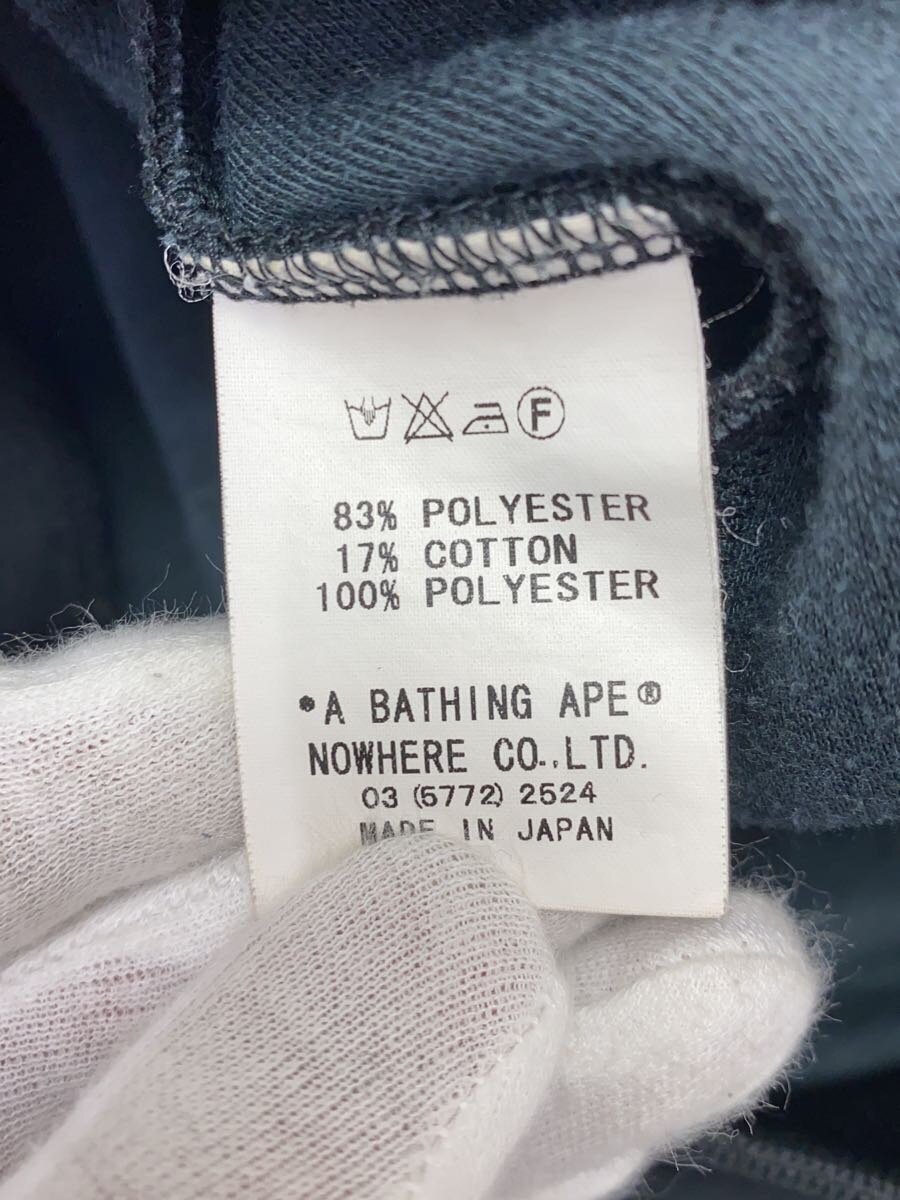 F
83% POLYESTER
17% COTTON
100% POLYESTER
•A BATHING APE®
NOWHERE CO.,LTD.
03 (5772) 2524
MADE IN JAPAN